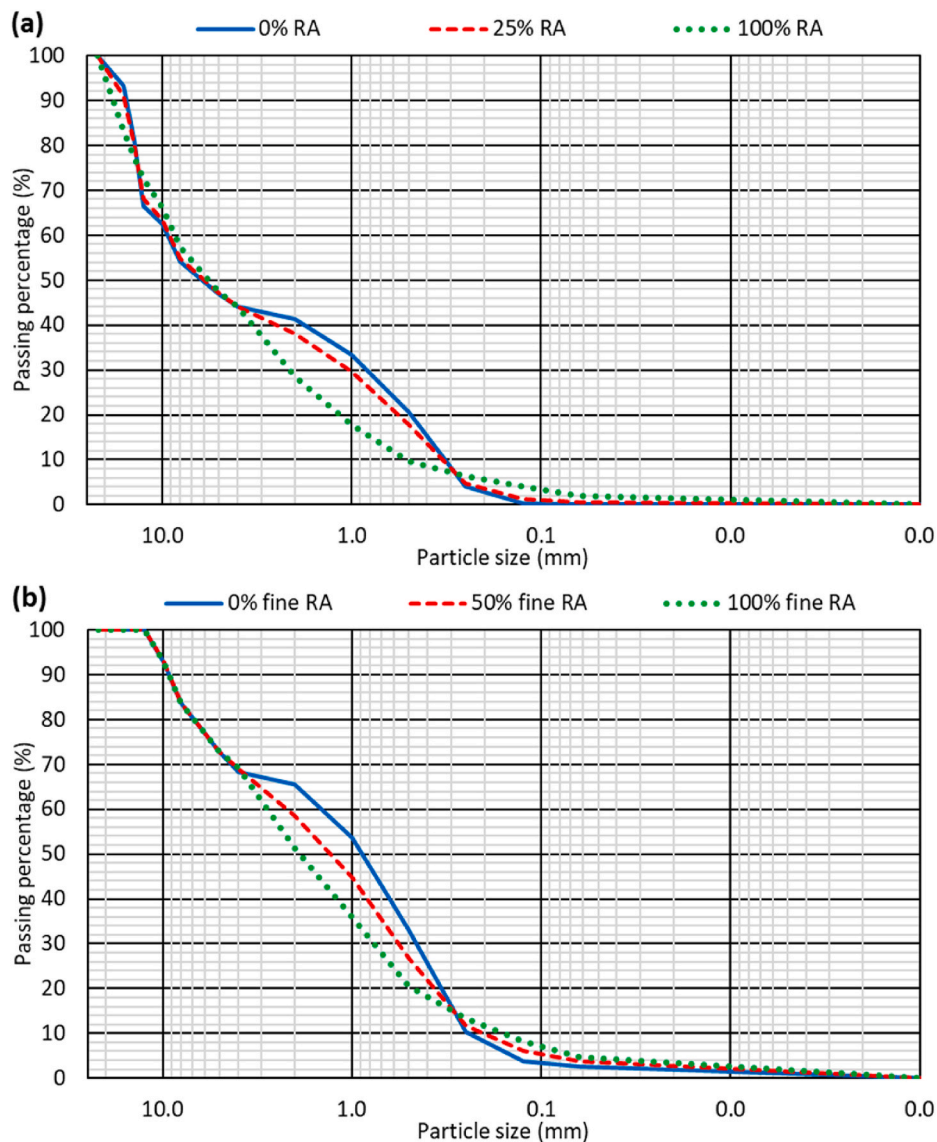 (a)
0% RA 25% RA 100% RA
100
90
80
70
60
50
40
30
20
10
0
Passing percentage (%)
10.0 1.0 0.1 0.0 0.0
Particle size (mm)
(b)
0% fine RA 50% fine RA 100% fine RA
100
90
80
70
60
50
40
30
20
10
0
Passing percentage (%)
10.0 1.0 0.1 0.0 0.0
Particle size (mm)